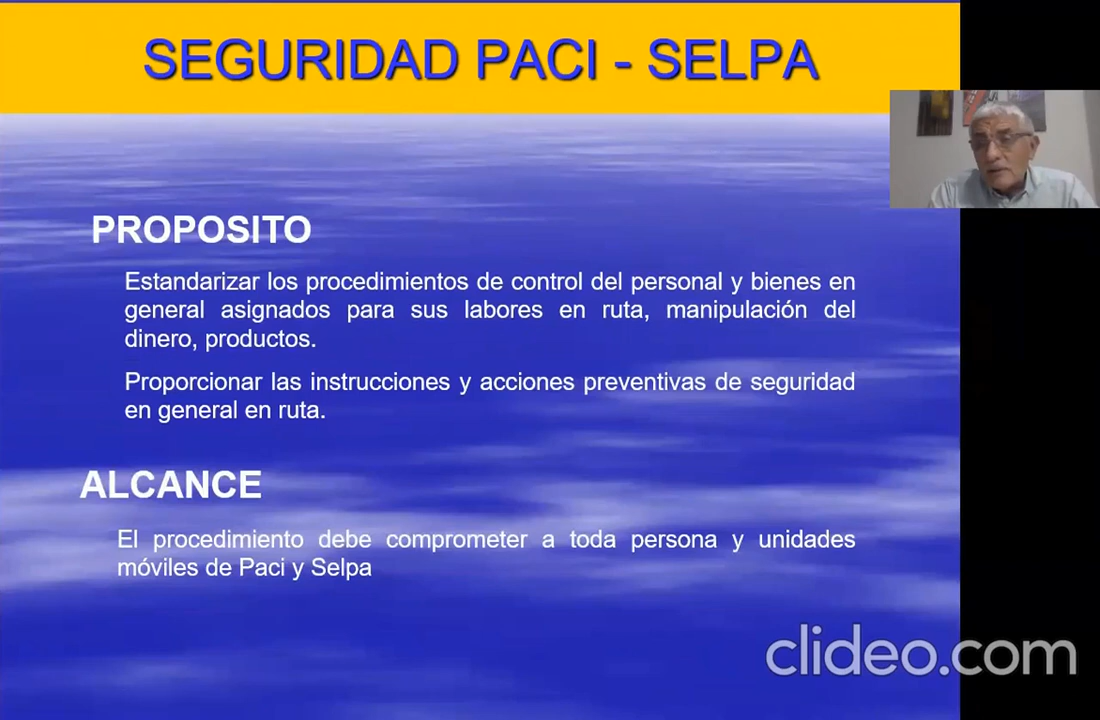 SEGURIDAD PACI - SELPA
PROPOSITO
Estandarizar los procedimientos de control del personal y bienes en
general asignados para sus labores en ruta, manipulación del
dinero, productos.
Proporcionar las instrucciones y acciones preventivas de seguridad
en general en ruta.
ALCANCE
El procedimiento debe comprometer a toda persona y unidades
móviles de Paci y Selpa
clideo.com